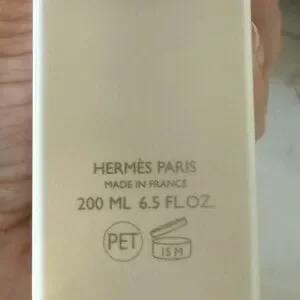 HERMÈS PARIS
MADE IN FRANCE
200 ML 6.5 FL.OZ.
PET
15 M